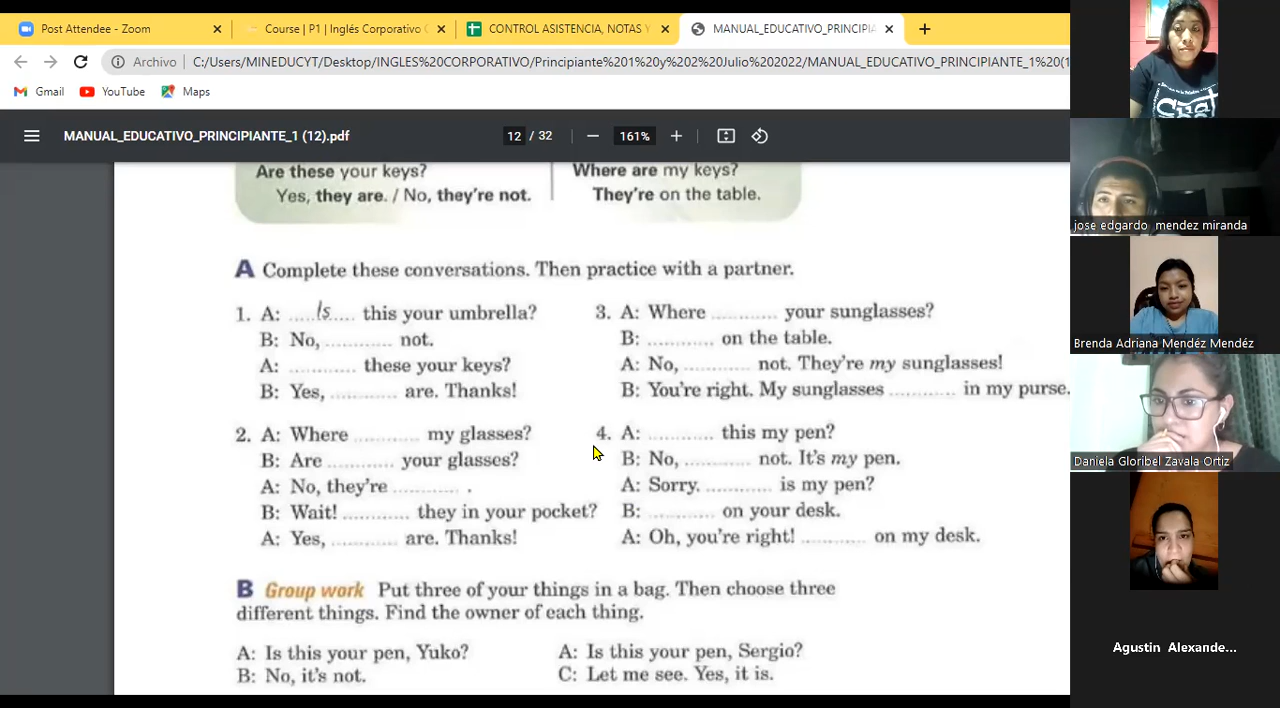 Post Attendee - Zoom
Course | P1 | Inglés Corporativo
CONTROL ASISTENCIA, NOTAS Y
MANUAL_EDUCATIVO_PRINCIPIA
Archivo | C:/Users/MINEDUCYT/Desktop/INGLES%20CORPORATIVO/Principiante%201%20y%202%20Julio%202022/MANUAL_EDUCATIVO_PRINCIPIANTE_1%20(1
Gmail YouTube Maps
MANUAL_EDUCATIVO_PRINCIPIANTE_1 (12).pdf
12 / 32
161%
Are these your keys?
Yes, they are. / No, they're not.
Where are my keys?
They're on the table.
A Complete these conversations. Then practice with a partner.
1. A: .....Is.... this your umbrella?
B: No, ............ not.
A: ............ these your keys?
B: Yes, ............ are. Thanks!
2. A: Where ............ my glasses?
B: Are ............ your glasses?
A: No, they're ............ .
B: Wait! ............ they in your pocket?
A: Yes, ............ are. Thanks!
3. A: Where ............ your sunglasses?
B: ............ on the table.
A: No, ............ not. They're my sunglasses!
B: You're right. My sunglasses ............ in my purse.
4. A: ............ this my pen?
B: No, ............ not. It's my pen.
A: Sorry. ............ is my pen?
B: ............ on your desk.
A: Oh, you're right! ............ on my desk.
B Group work Put three of your things in a bag. Then choose three
different things. Find the owner of each thing.
A: Is this your pen, Yuko?
B: No, it's not.
A: Is this your pen, Sergio?
C: Let me see. Yes, it is.
jose edgardo mendez miranda
Brenda Adriana Mendéz Mendéz
Daniela Gloribel Zavala Ortiz
Agustin Alexande...